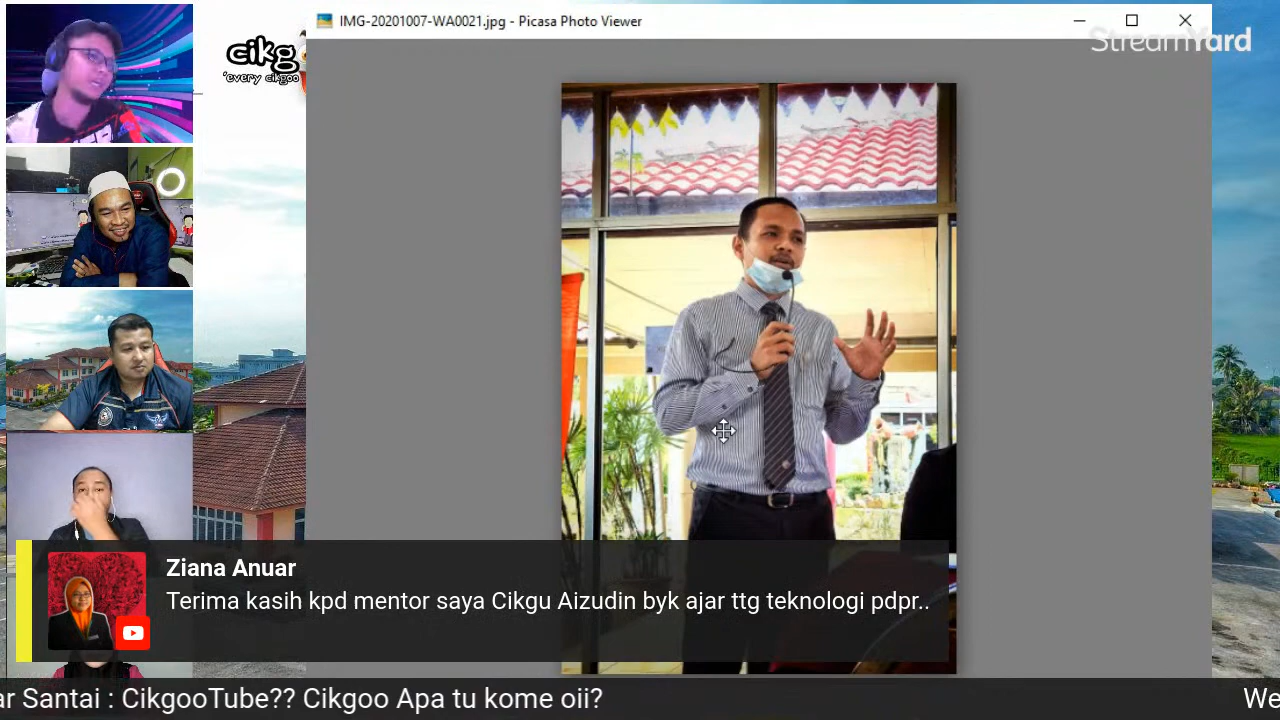 IMG-20201007-WA0021.jpg - Picasa Photo Viewer
StreamYard
cikg
'every cikgoo
Ziana Anuar
Terima kasih kpd mentor saya Cikgu Aizudin byk ajar ttg teknologi pdpr..
ar Santai : CikgooTube?? Cikgoo Apa tu kome oii?
We